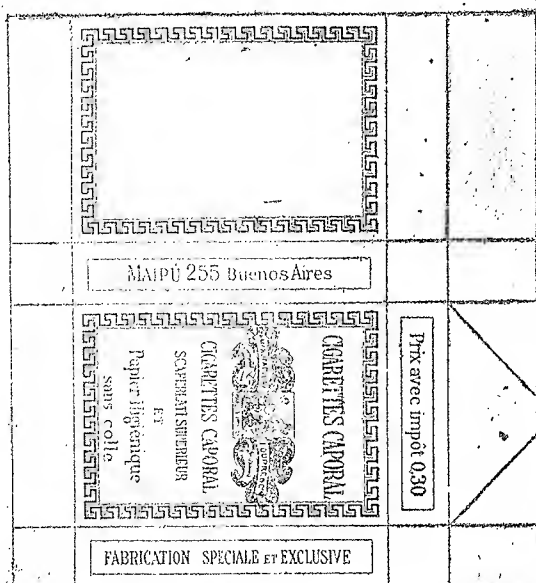 MAIPÚ 255 Buenos Aires
CIGARETTES CAPORAL
CIGARETTES CAPORAL
SCAFERLATI SUPERIEUR
ET
Papier Higiénique
sans colle
Prix avec impôt 0,30
FABRICATION SPECIALE ET EXCLUSIVE